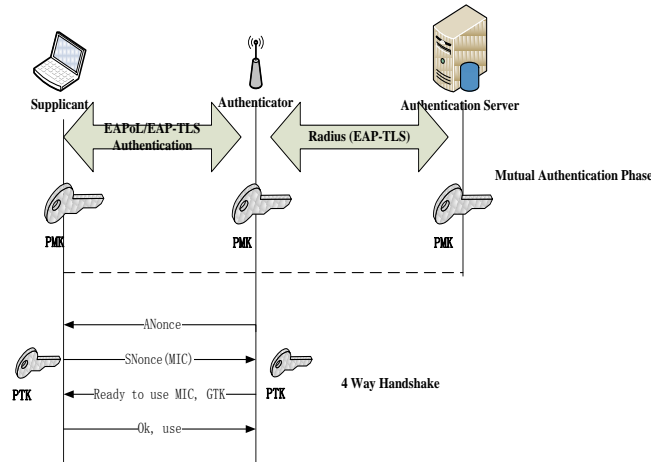 Supplicant
Authenticator
Authentication Server
EAPoL/EAP-TLS
Authentication
Radius (EAP-TLS)
Mutual Authentication Phase
PMK
PMK
PMK
ANonce
SNonce(MIC)
PTK
PTK
4 Way Handshake
Ready to use MIC, GTK
Ok, use